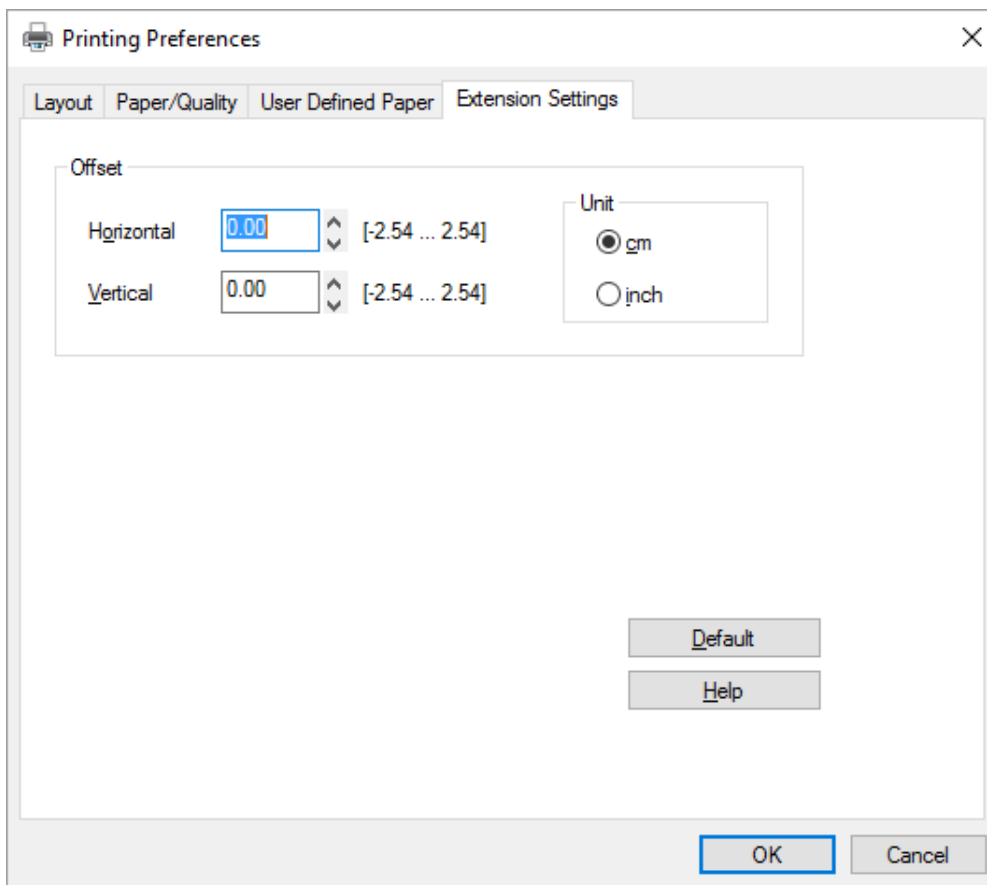 Printing Preferences
Layout Paper/Quality User Defined Paper Extension Settings
Offset
Unit
Horizontal 0.00 [-2.54 ... 2.54]
cm
Vertical 0.00 [-2.54 ... 2.54]
inch
Default
Help
OK Cancel